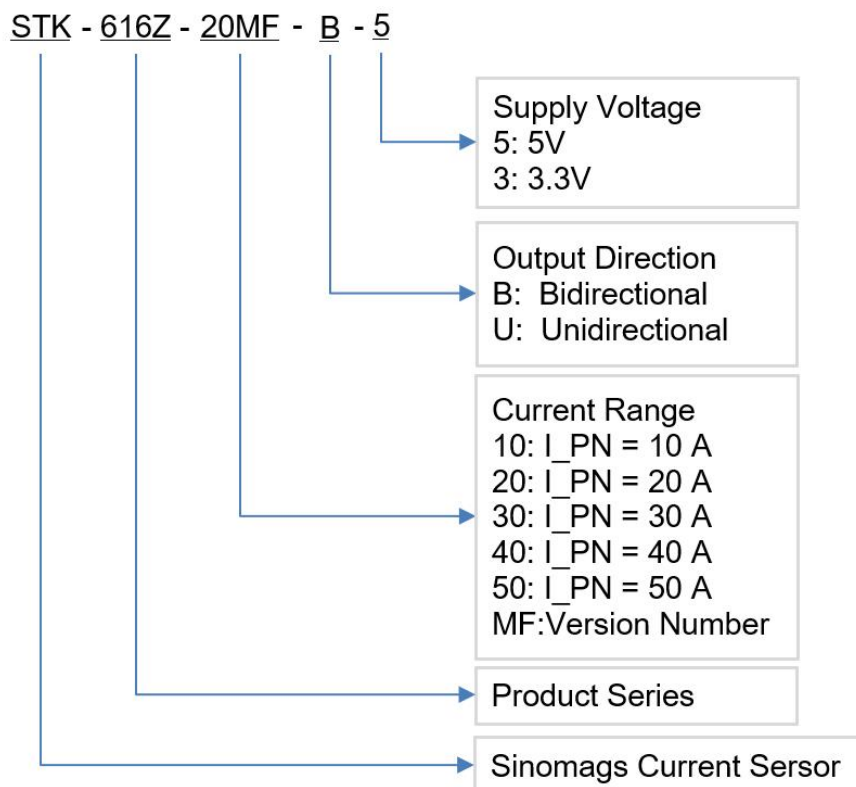 STK - 616Z - 20MF - B - 5
Supply Voltage
5: 5V
3: 3.3V
Output Direction
B: Bidirectional
U: Unidirectional
Current Range
10: I_PN = 10 A
20: I_PN = 20 A
30: I_PN = 30 A
40: I_PN = 40 A
50: I_PN = 50 A
MF:Version Number
Product Series
Sinomags Current Sersor